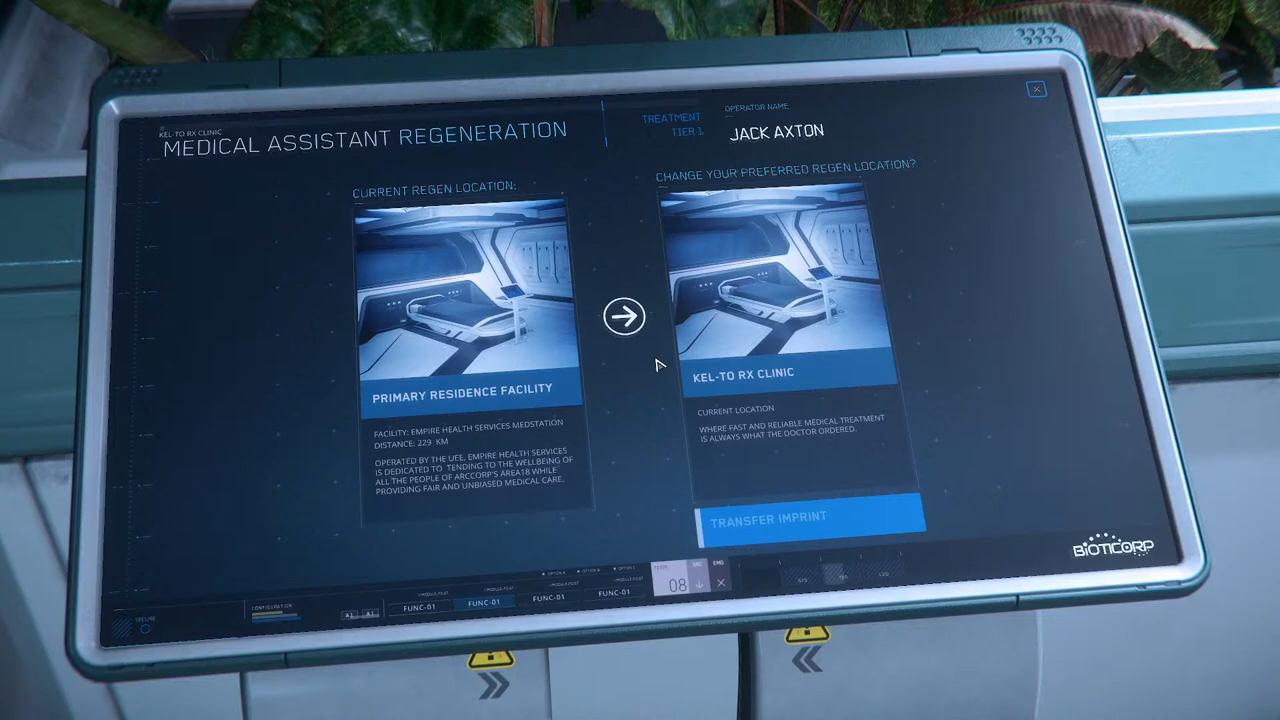 KEL-TO RX CLINIC
MEDICAL ASSISTANT REGENERATION
TREATMENT
TIER 1
OPERATOR NAME
JACK AXTON
CURRENT REGEN LOCATION:
CHANGE YOUR PREFERRED REGEN LOCATION?
PRIMARY RESIDENCE FACILITY
FACILITY: EMPIRE HEALTH SERVICES MEDSTATION
DISTANCE: 229 KM
OPERATED BY THE UEE, EMPIRE HEALTH SERVICES
IS DEDICATED TO TENDING TO THE WELLBEING OF
ALL THE PEOPLE OF ARCCORP'S AREA18 WHILE
PROVIDING FAIR AND UNBIASED MEDICAL CARE.
KEL-TO RX CLINIC
CURRENT LOCATION
WHERE FAST AND RELIABLE MEDICAL TREATMENT
IS ALWAYS WHAT THE DOCTOR ORDERED.
TRANSFER IMPRINT
BIOTICORP
SECURE
CONFIGURATION
FUNC-01
FUNC-01
FUNC-01
FUNC-01
08